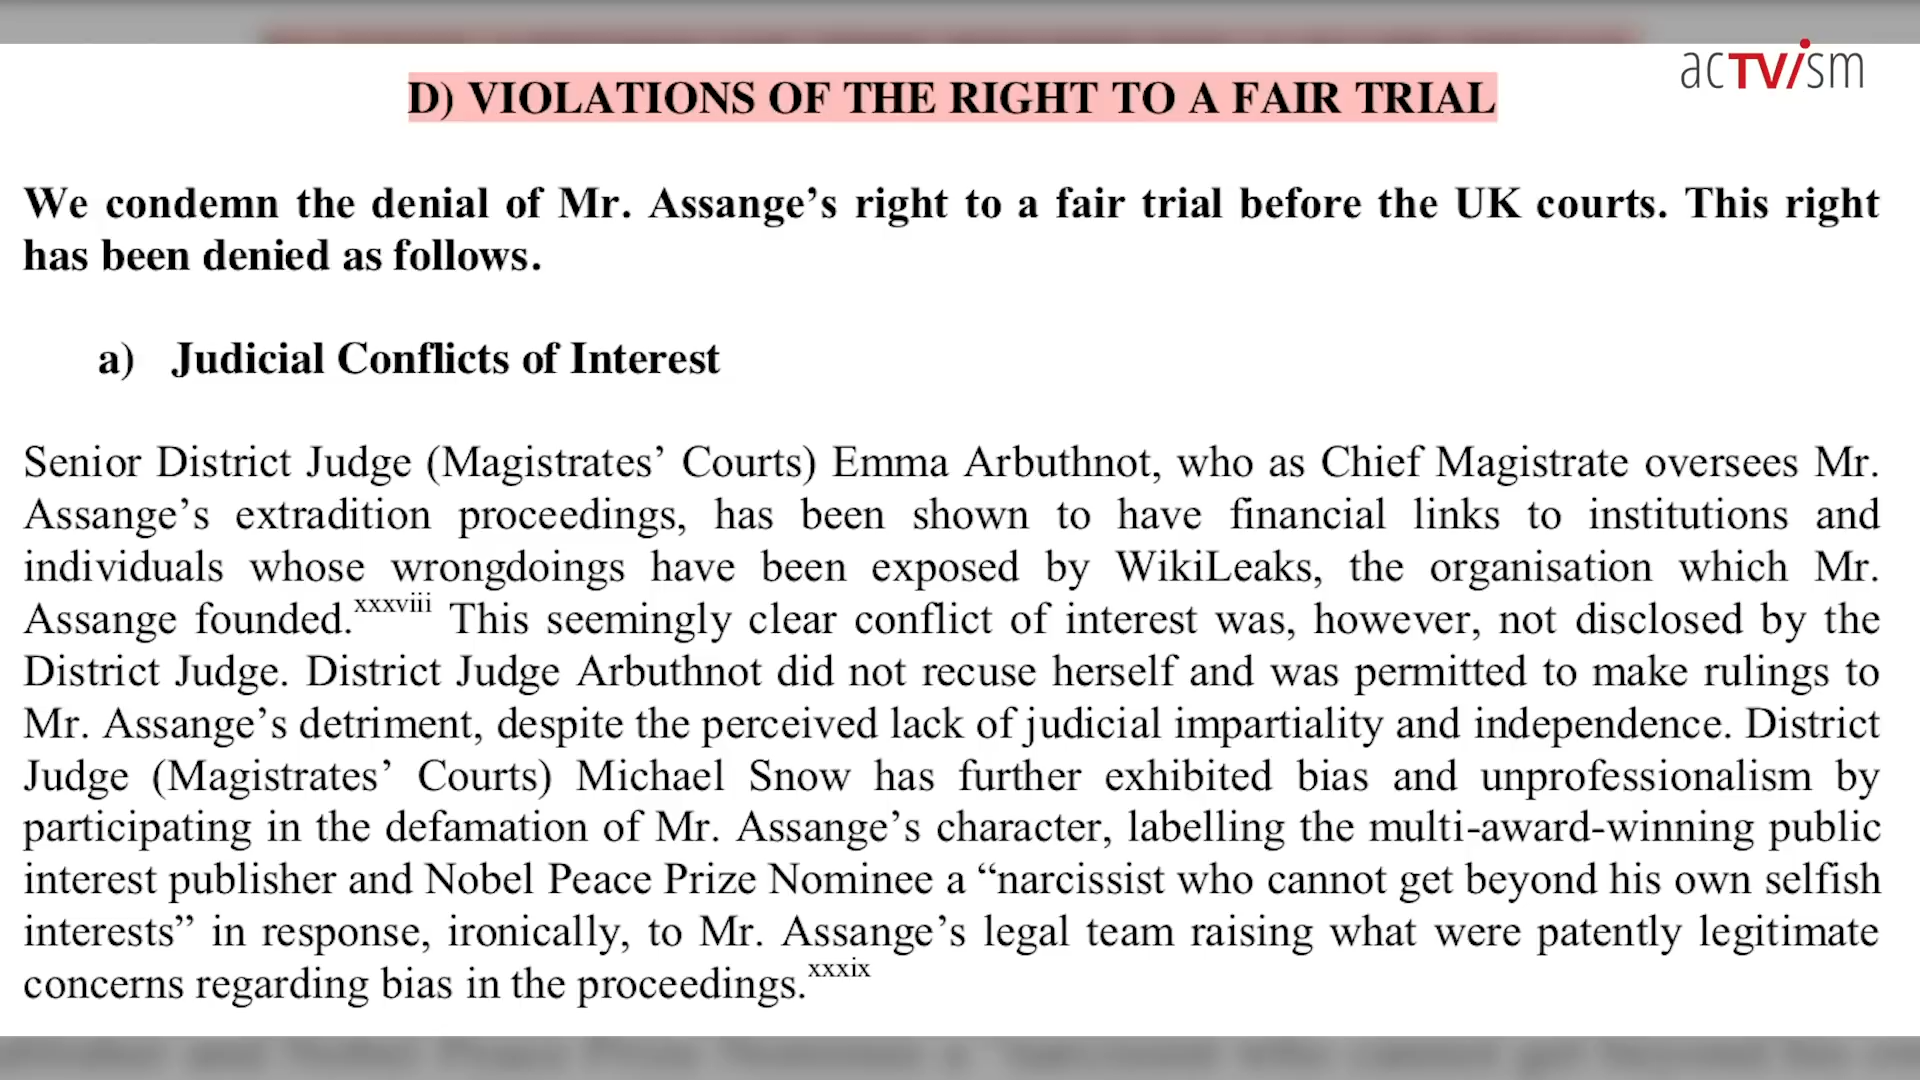 acTVism
D) VIOLATIONS OF THE RIGHT TO A FAIR TRIAL
We condemn the denial of Mr. Assange’s right to a fair trial before the UK courts. This right
has been denied as follows.
a) Judicial Conflicts of Interest
Senior District Judge (Magistrates’ Courts) Emma Arbuthnot, who as Chief Magistrate oversees Mr.
Assange’s extradition proceedings, has been shown to have financial links to institutions and
individuals whose wrongdoings have been exposed by WikiLeaks, the organisation which Mr.
Assange founded.xxxviii This seemingly clear conflict of interest was, however, not disclosed by the
District Judge. District Judge Arbuthnot did not recuse herself and was permitted to make rulings to
Mr. Assange’s detriment, despite the perceived lack of judicial impartiality and independence. District
Judge (Magistrates’ Courts) Michael Snow has further exhibited bias and unprofessionalism by
participating in the defamation of Mr. Assange’s character, labelling the multi-award-winning public
interest publisher and Nobel Peace Prize Nominee a “narcissist who cannot get beyond his own selfish
interests” in response, ironically, to Mr. Assange’s legal team raising what were patently legitimate
concerns regarding bias in the proceedings.xxxix